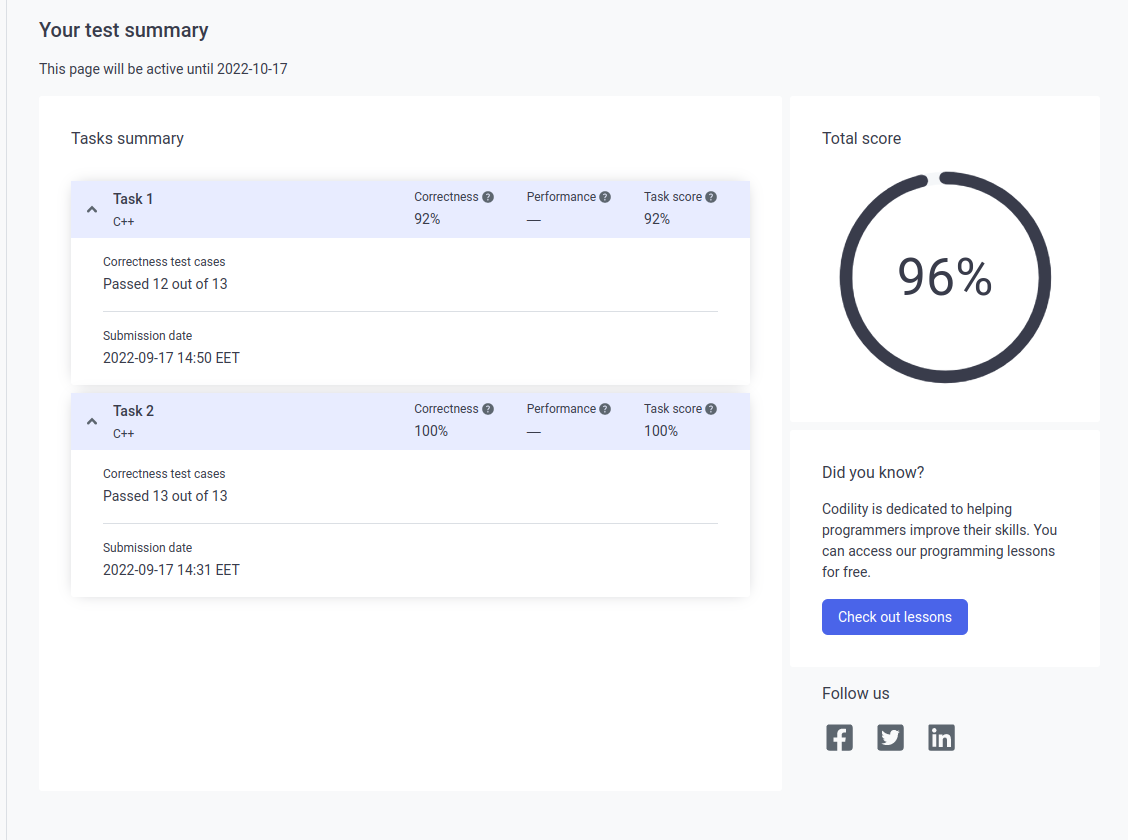 Your test summary
This page will be active until 2022-10-17
Tasks summary
Task 1
C++
Correctness ?
92%
Performance ?
—
Task score ?
92%
Correctness test cases
Passed 12 out of 13
Submission date
2022-09-17 14:50 EET
Task 2
C++
Correctness ?
100%
Performance ?
—
Task score ?
100%
Correctness test cases
Passed 13 out of 13
Submission date
2022-09-17 14:31 EET
Total score
96%
Did you know?
Codility is dedicated to helping
programmers improve their skills. You
can access our programming lessons
for free.
Check out lessons
Follow us